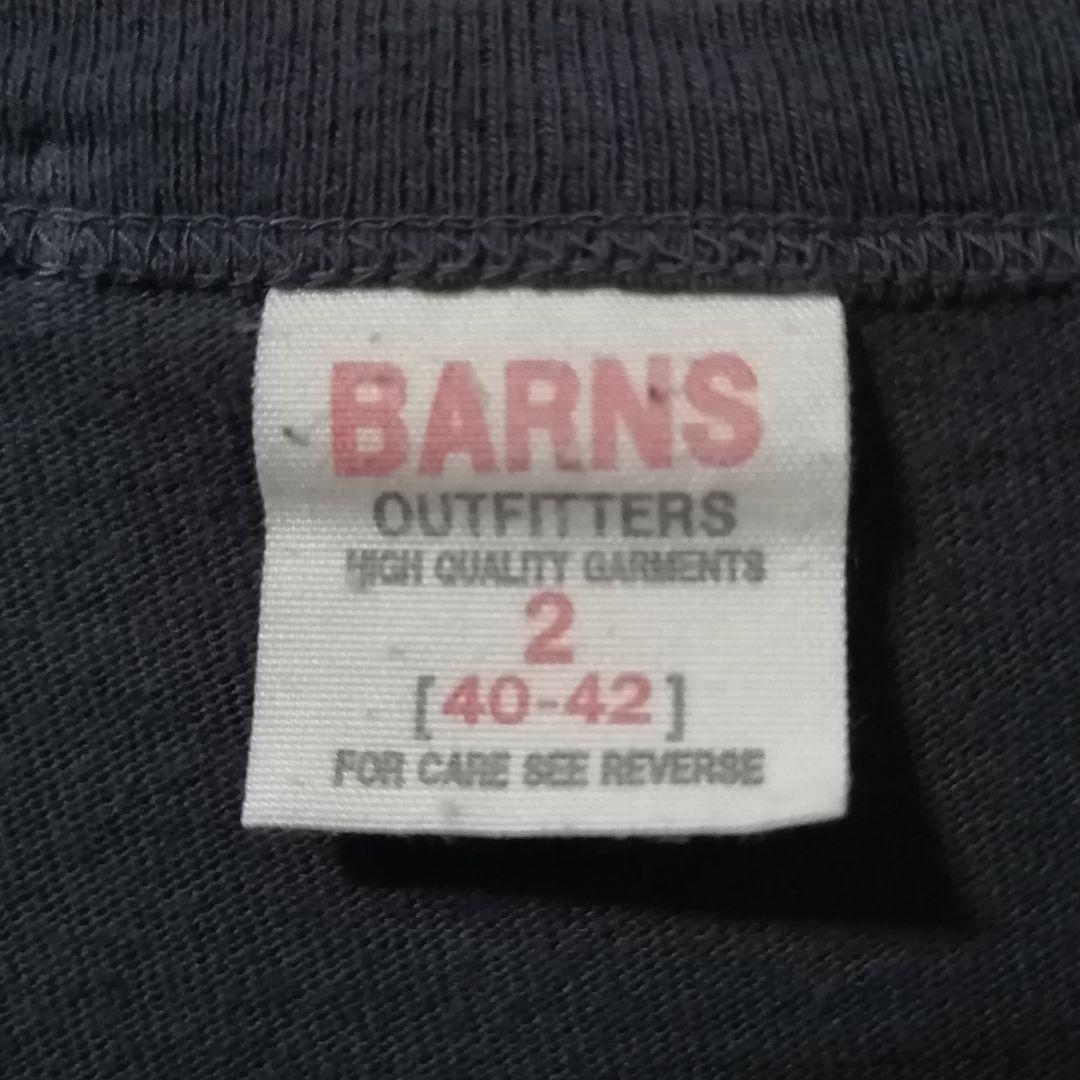 BARNS
OUTFITTERS
HIGH QUALITY GARMENTS
2
[40-42]
FOR CARE SEE REVERSE